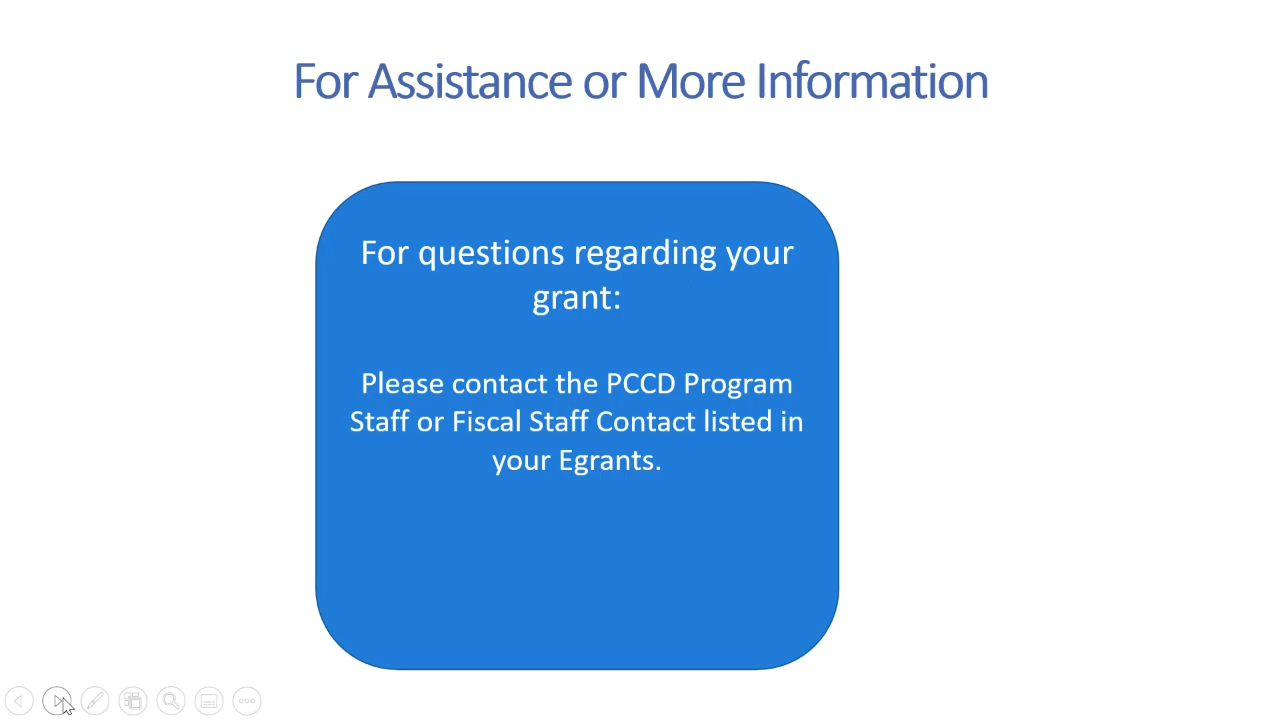 For Assistance or More Information
For questions regarding your
grant:
Please contact the PCCD Program
Staff or Fiscal Staff Contact listed in
your Egrants.